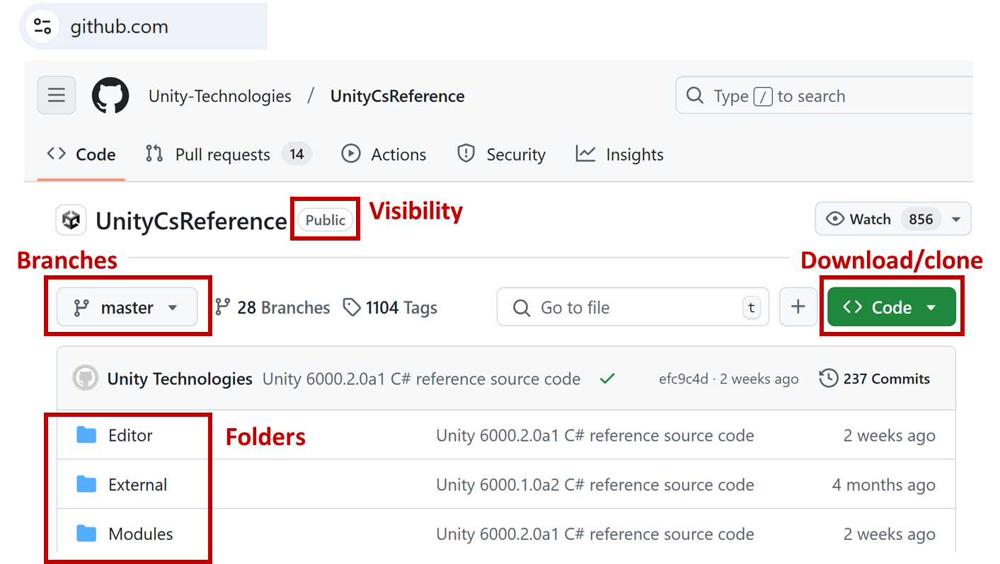 github.com
Unity-Technologies / UnityCsReference
Type / to search
Code Pull requests 14 Actions Security Insights
UnityCsReference Public Visibility
Watch 856
Branches Download/clone
master 28 Branches 1104 Tags Go to file t + Code
Unity Technologies Unity 6000.2.0a1 C# reference source code efc9c4d · 2 weeks ago 237 Commits
Editor Folders Unity 6000.2.0a1 C# reference source code 2 weeks ago
External Unity 6000.1.0a2 C# reference source code 4 months ago
Modules Unity 6000.2.0a1 C# reference source code 2 weeks ago